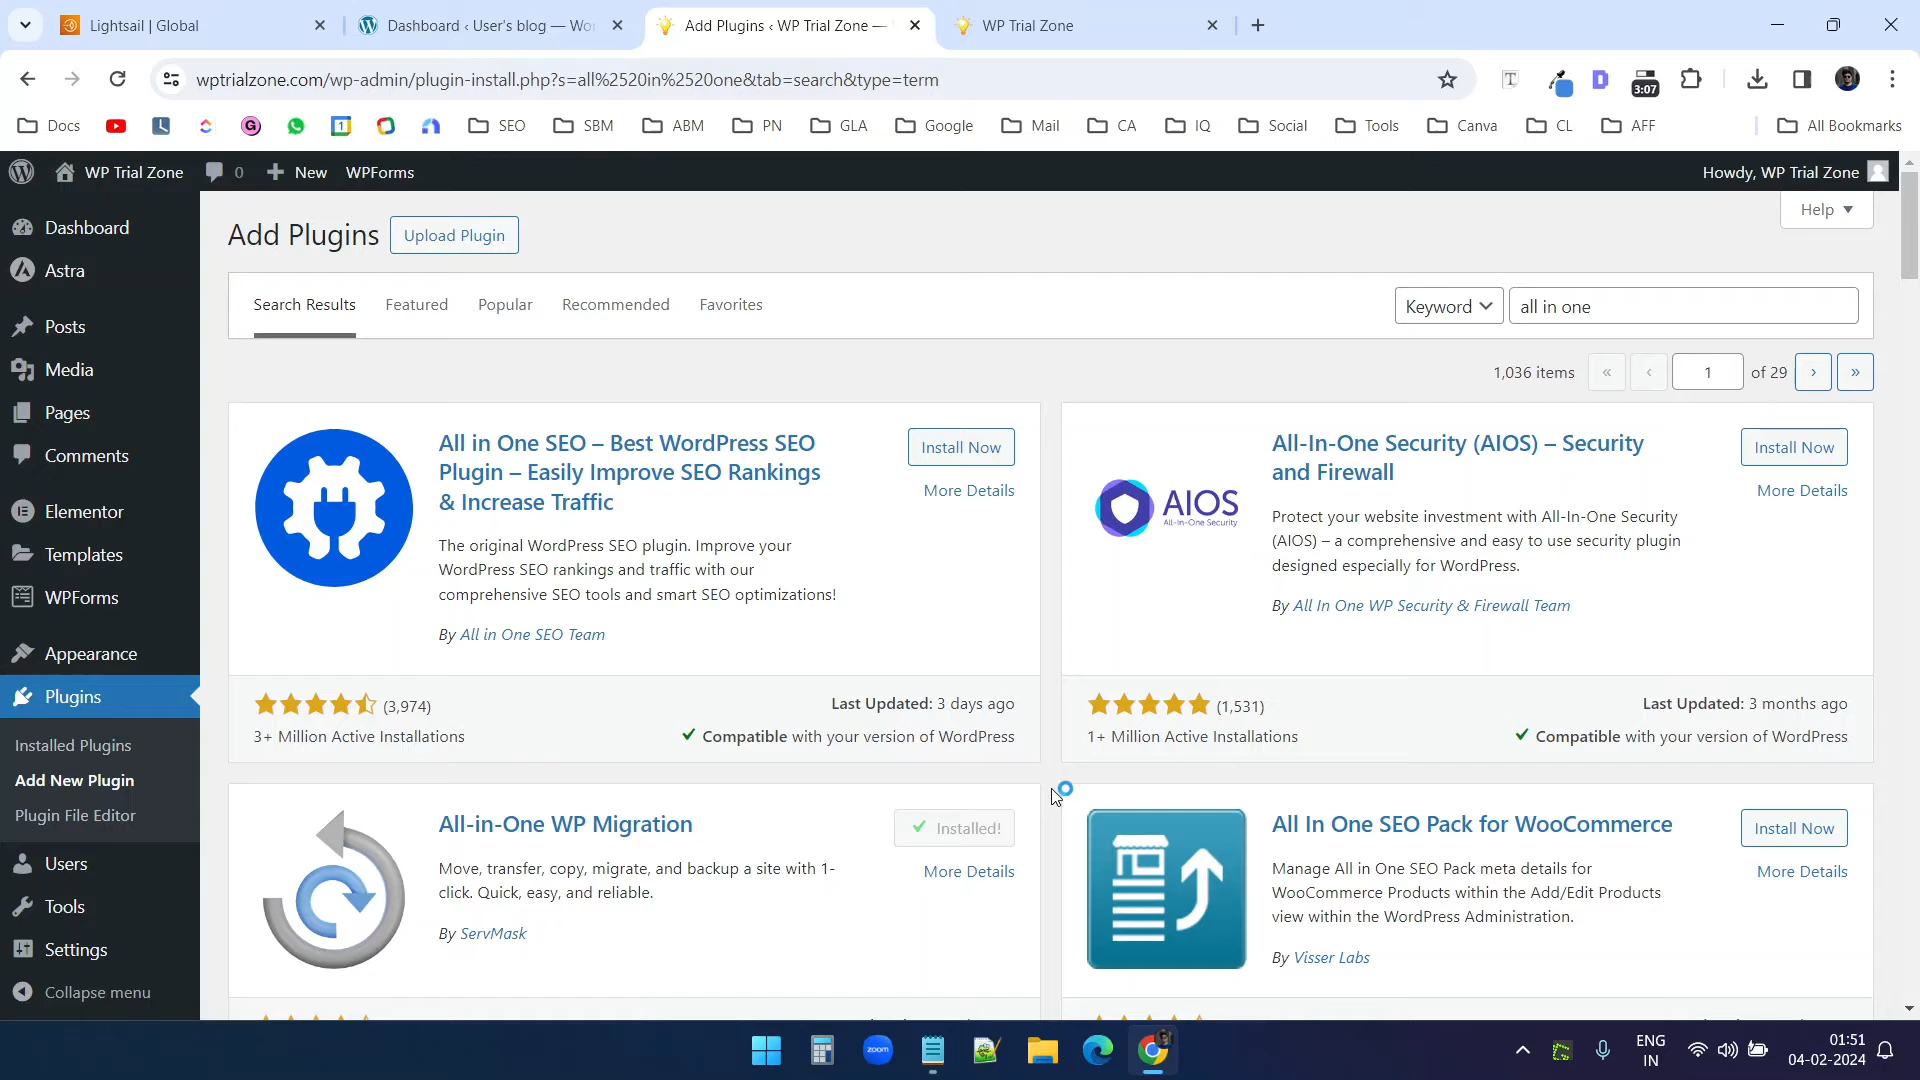 Lightsail | Global
Dashboard ‹ User's blog — Wo
Add Plugins ‹ WP Trial Zone —
WP Trial Zone
wptrialzone.com/wp-admin/plugin-install.php?s=all%2520in%2520one&tab=search&type=term
3:07
Docs
SEO
SBM
ABM
PN
GLA
Google
Mail
CA
IQ
Social
Tools
Canva
CL
AFF
All Bookmarks
WP Trial Zone
0
New
WPForms
Howdy, WP Trial Zone
Dashboard
Astra
Posts
Media
Pages
Comments
Elementor
Templates
WPForms
Appearance
Plugins
Installed Plugins
Add New Plugin
Plugin File Editor
Users
Tools
Settings
Collapse menu
Help
Add Plugins
Upload Plugin
Search Results
Featured
Popular
Recommended
Favorites
Keyword
all in one
1,036 items
«
‹
1
of 29
›
»
All in One SEO – Best WordPress SEO
Plugin – Easily Improve SEO Rankings
& Increase Traffic
Install Now
More Details
The original WordPress SEO plugin. Improve your
WordPress SEO rankings and traffic with our
comprehensive SEO tools and smart SEO optimizations!
By All in One SEO Team
(3,974)
3+ Million Active Installations
Last Updated: 3 days ago
Compatible with your version of WordPress
AIOS
All-In-One Security
All-In-One Security (AIOS) – Security
and Firewall
Install Now
More Details
Protect your website investment with All-In-One Security
(AIOS) – a comprehensive and easy to use security plugin
designed especially for WordPress.
By All In One WP Security & Firewall Team
(1,531)
1+ Million Active Installations
Last Updated: 3 months ago
Compatible with your version of WordPress
All-in-One WP Migration
Installed!
More Details
Move, transfer, copy, migrate, and backup a site with 1-
click. Quick, easy, and reliable.
By ServMask
All In One SEO Pack for WooCommerce
Install Now
More Details
Manage All in One SEO Pack meta details for
WooCommerce Products within the Add/Edit Products
view within the WordPress Administration.
By Visser Labs
zoom
ENG
IN
01:51
04-02-2024